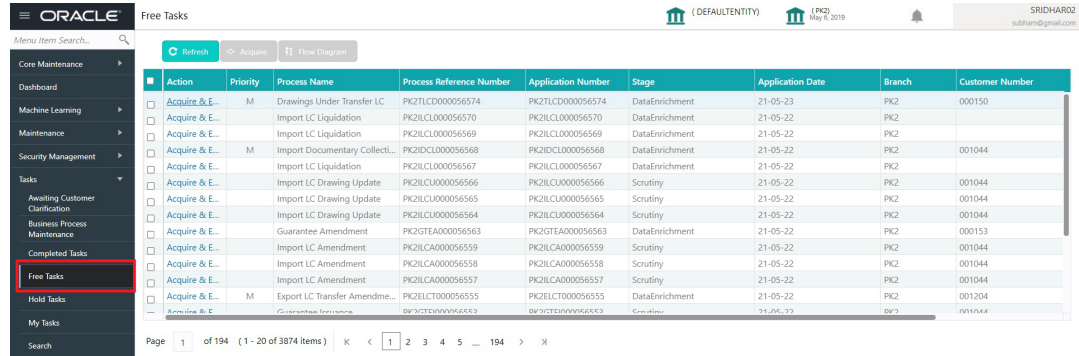 ORACLE
Free Tasks
( DEFAULTENTITY)
(PK2)
May 6, 2019
SRIDHAR02
subham@gmail.com
Menu Item Search...
Core Maintenance
Dashboard
Machine Learning
Maintenance
Security Management
Tasks
Awaiting Customer
Clarification
Business Process
Maintenance
Completed Tasks
Free Tasks
Hold Tasks
My Tasks
Search
Refresh Acquire Flow Diagram
Action Priority Process Name Process Reference Number Application Number Stage Application Date Branch Customer Number
Acquire & E... M Drawings Under Transfer LC PK2TLCD000056574 PK2TLCD000056574 DataEnrichment 21-05-23 PK2 000150
Acquire & E... Import LC Liquidation PK2ILCL000056570 PK2ILCL000056570 DataEnrichment 21-05-22 PK2
Acquire & E... Import LC Liquidation PK2ILCL000056569 PK2ILCL000056569 DataEnrichment 21-05-22 PK2
Acquire & E... M Import Documentary Collecti... PK2IDCL000056568 PK2IDCL000056568 DataEnrichment 21-05-22 PK2 001044
Acquire & E... Import LC Liquidation PK2ILCL000056567 PK2ILCL000056567 DataEnrichment 21-05-22 PK2
Acquire & E... Import LC Drawing Update PK2ILCU000056566 PK2ILCU000056566 Scrutiny 21-05-22 PK2 001044
Acquire & E... Import LC Drawing Update PK2ILCU000056565 PK2ILCU000056565 Scrutiny 21-05-22 PK2 001044
Acquire & E... Import LC Drawing Update PK2ILCU000056564 PK2ILCU000056564 Scrutiny 21-05-22 PK2 001044
Acquire & E... Guarantee Amendment PK2GTEA000056563 PK2GTEA000056563 DataEnrichment 21-05-22 PK2 000153
Acquire & E... Import LC Amendment PK2ILCA000056559 PK2ILCA000056559 Scrutiny 21-05-22 PK2 001044
Acquire & E... Import LC Amendment PK2ILCA000056558 PK2ILCA000056558 Scrutiny 21-05-22 PK2 001044
Acquire & E... Import LC Amendment PK2ILCA000056557 PK2ILCA000056557 Scrutiny 21-05-22 PK2 001044
Acquire & E... M Export LC Transfer Amendme... PK2ELCT000056555 PK2ELCT000056555 DataEnrichment 21-05-22 PK2 001204
Acquire & E... Guarantee Issuance PK2GTEI000056553 PK2GTEI000056553 Scrutiny 21-05-22 PK2 001044
Page 1 of 194 ( 1 - 20 of 3874 items ) 1 2 3 4 5 ... 194